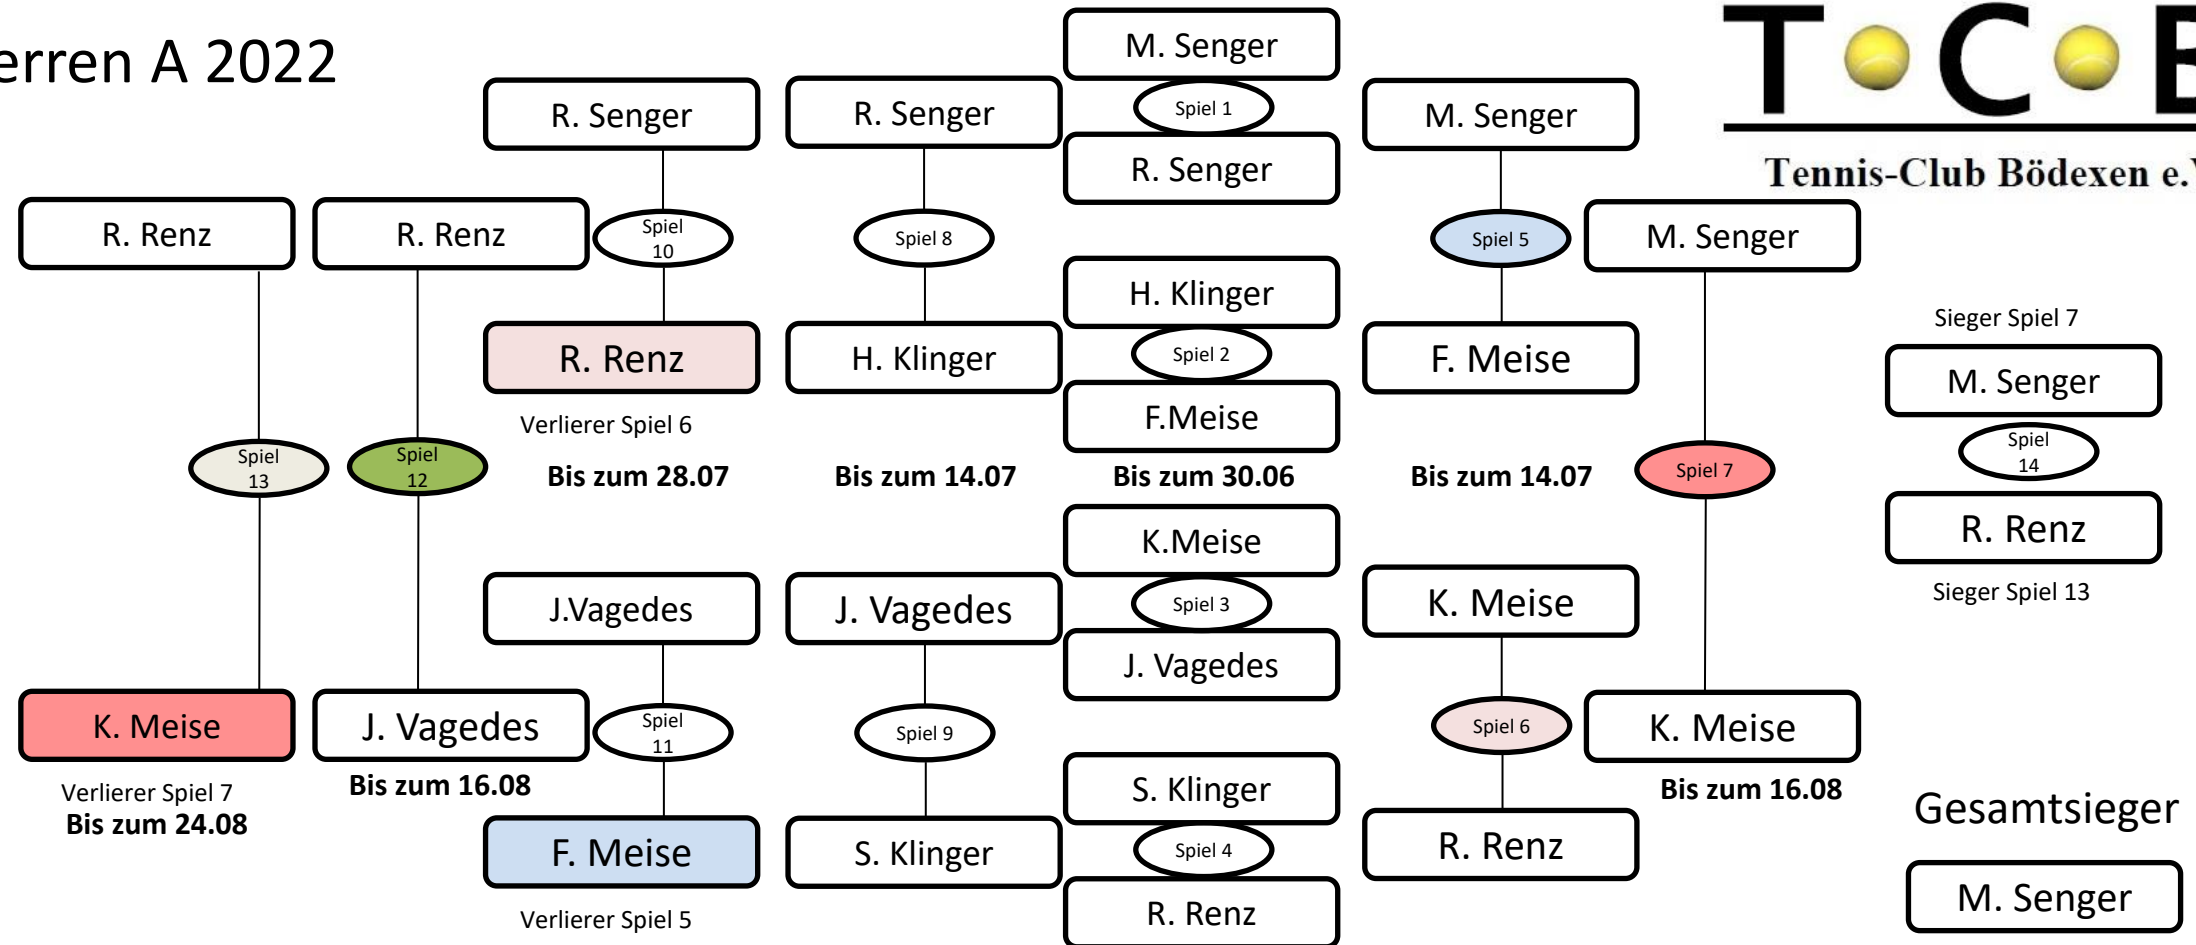 erren A 2022
T C B
Tennis-Club Bödexen e.V
R. Renz
Spiel
13
K. Meise
Verlierer Spiel 7
Bis zum 24.08
R. Renz
Spiel
12
J. Vagedes
Bis zum 16.08
R. Senger
Spiel
10
R. Renz
Verlierer Spiel 6
Bis zum 28.07
J.Vagedes
Spiel
11
F. Meise
Verlierer Spiel 5
R. Senger
Spiel 8
H. Klinger
Bis zum 14.07
J. Vagedes
Spiel 9
S. Klinger
M. Senger
Spiel 1
R. Senger
H. Klinger
Spiel 2
F.Meise
Bis zum 30.06
K.Meise
Spiel 3
J. Vagedes
S. Klinger
Spiel 4
R. Renz
M. Senger
Spiel 5
F. Meise
Bis zum 14.07
K. Meise
Spiel 6
R. Renz
M. Senger
Spiel 7
K. Meise
Bis zum 16.08
Sieger Spiel 7
M. Senger
Spiel
14
R. Renz
Sieger Spiel 13
Gesamtsieger
M. Senger